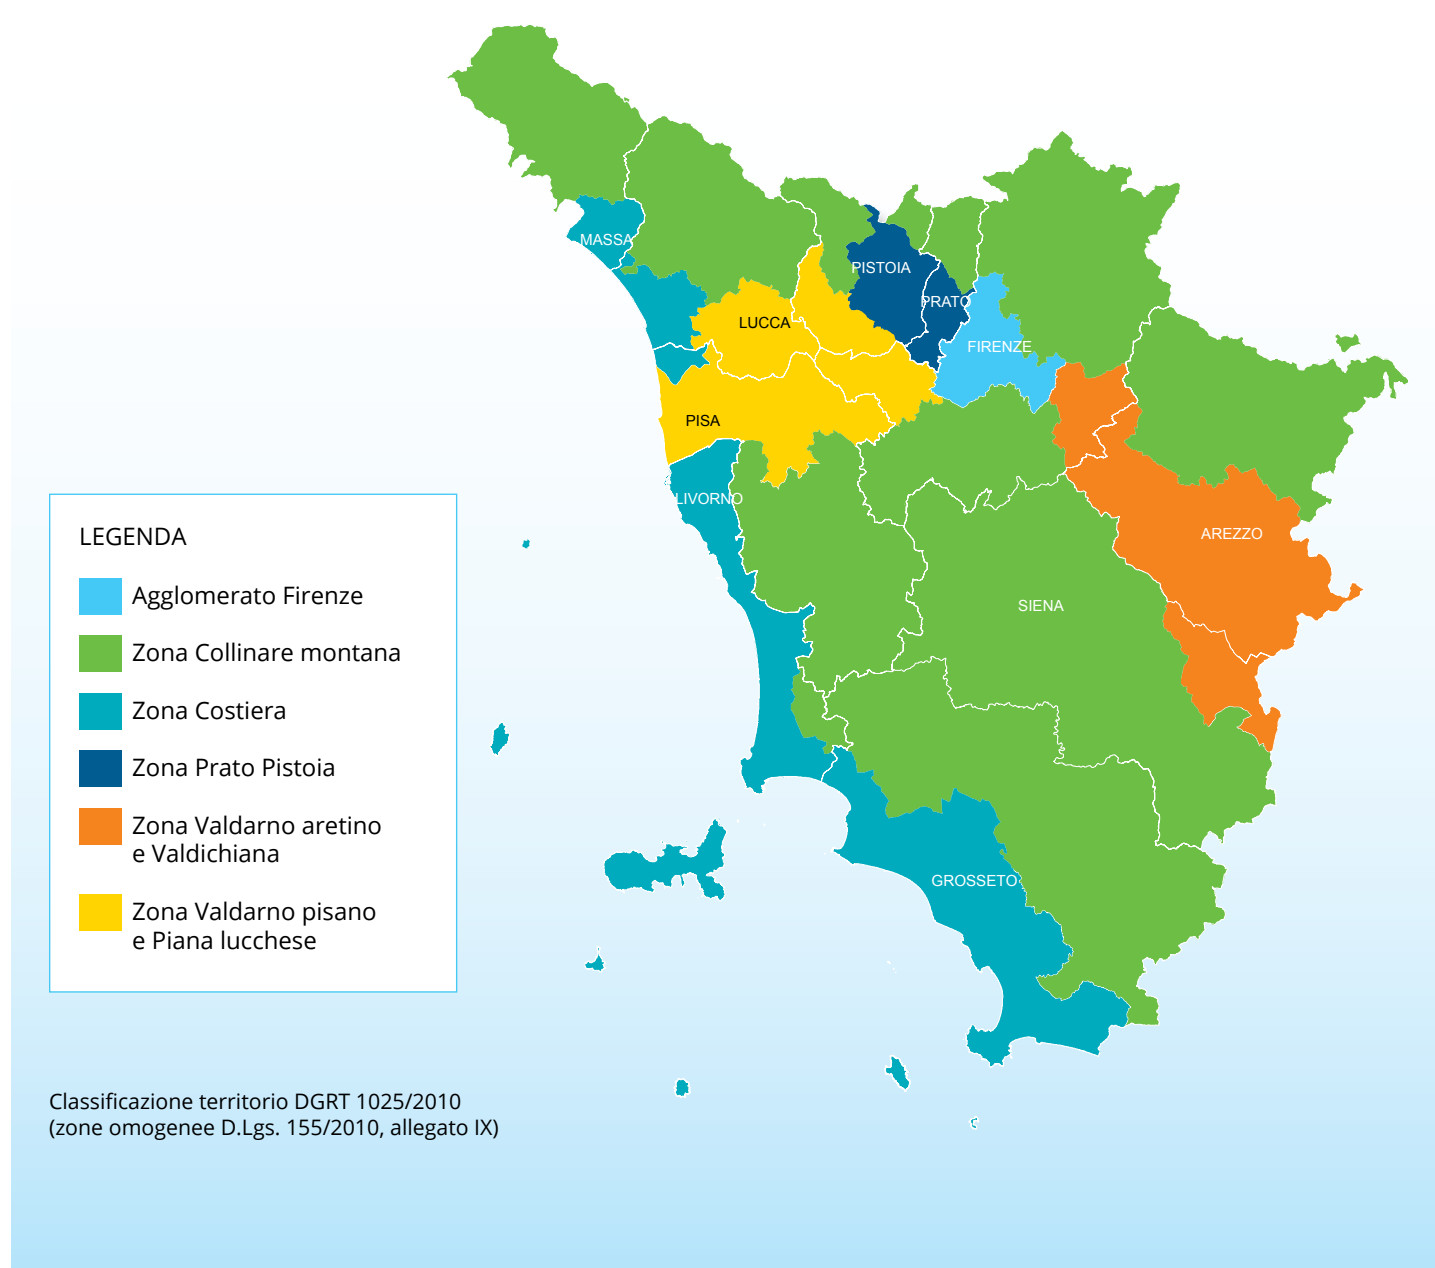 MASSA
PISTOIA
PRATO
LUCCA
FIRENZE
PISA
LIVORNO
AREZZO
SIENA
GROSSETO
LEGENDA
Agglomerato Firenze
Zona Collinare montana
Zona Costiera
Zona Prato Pistoia
Zona Valdarno aretino
e Valdichiana
Zona Valdarno pisano
e Piana lucchese
Classificazione territorio DGRT 1025/2010
(zone omogenee D.Lgs. 155/2010, allegato IX)